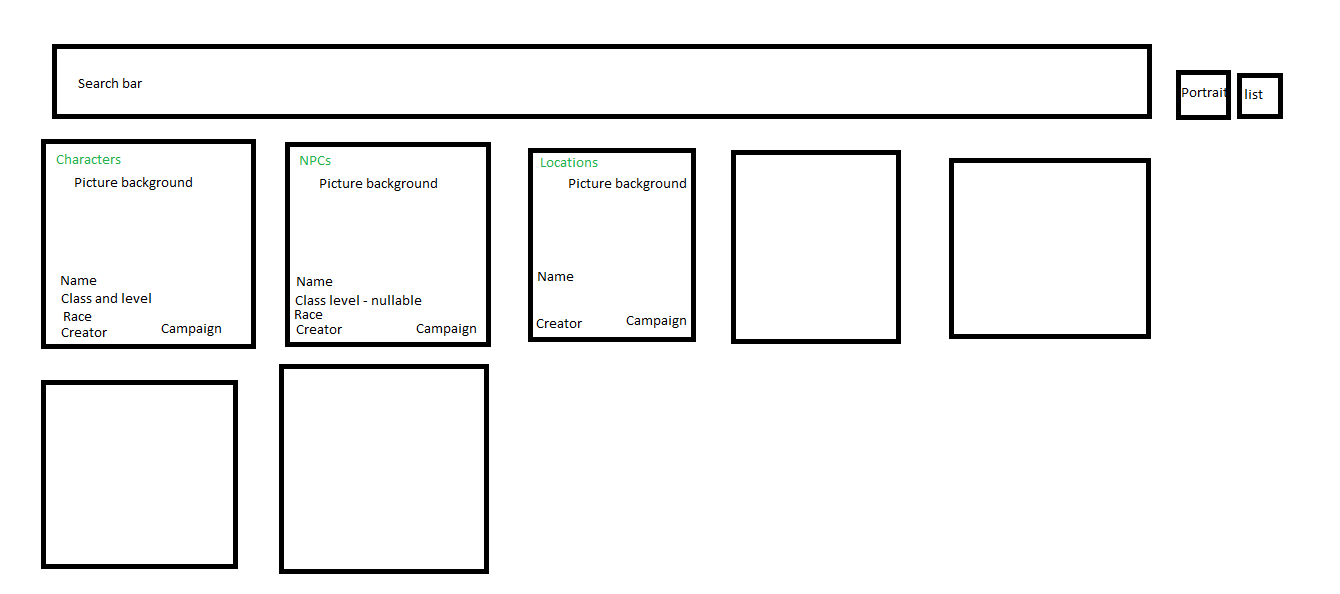 Search bar
Portrait
list
Characters
Picture background
Name
Class and level
Race
Creator
Campaign
NPCs
Picture background
Name
Class level - nullable
Race
Creator
Campaign
Locations
Picture background
Name
Creator
Campaign